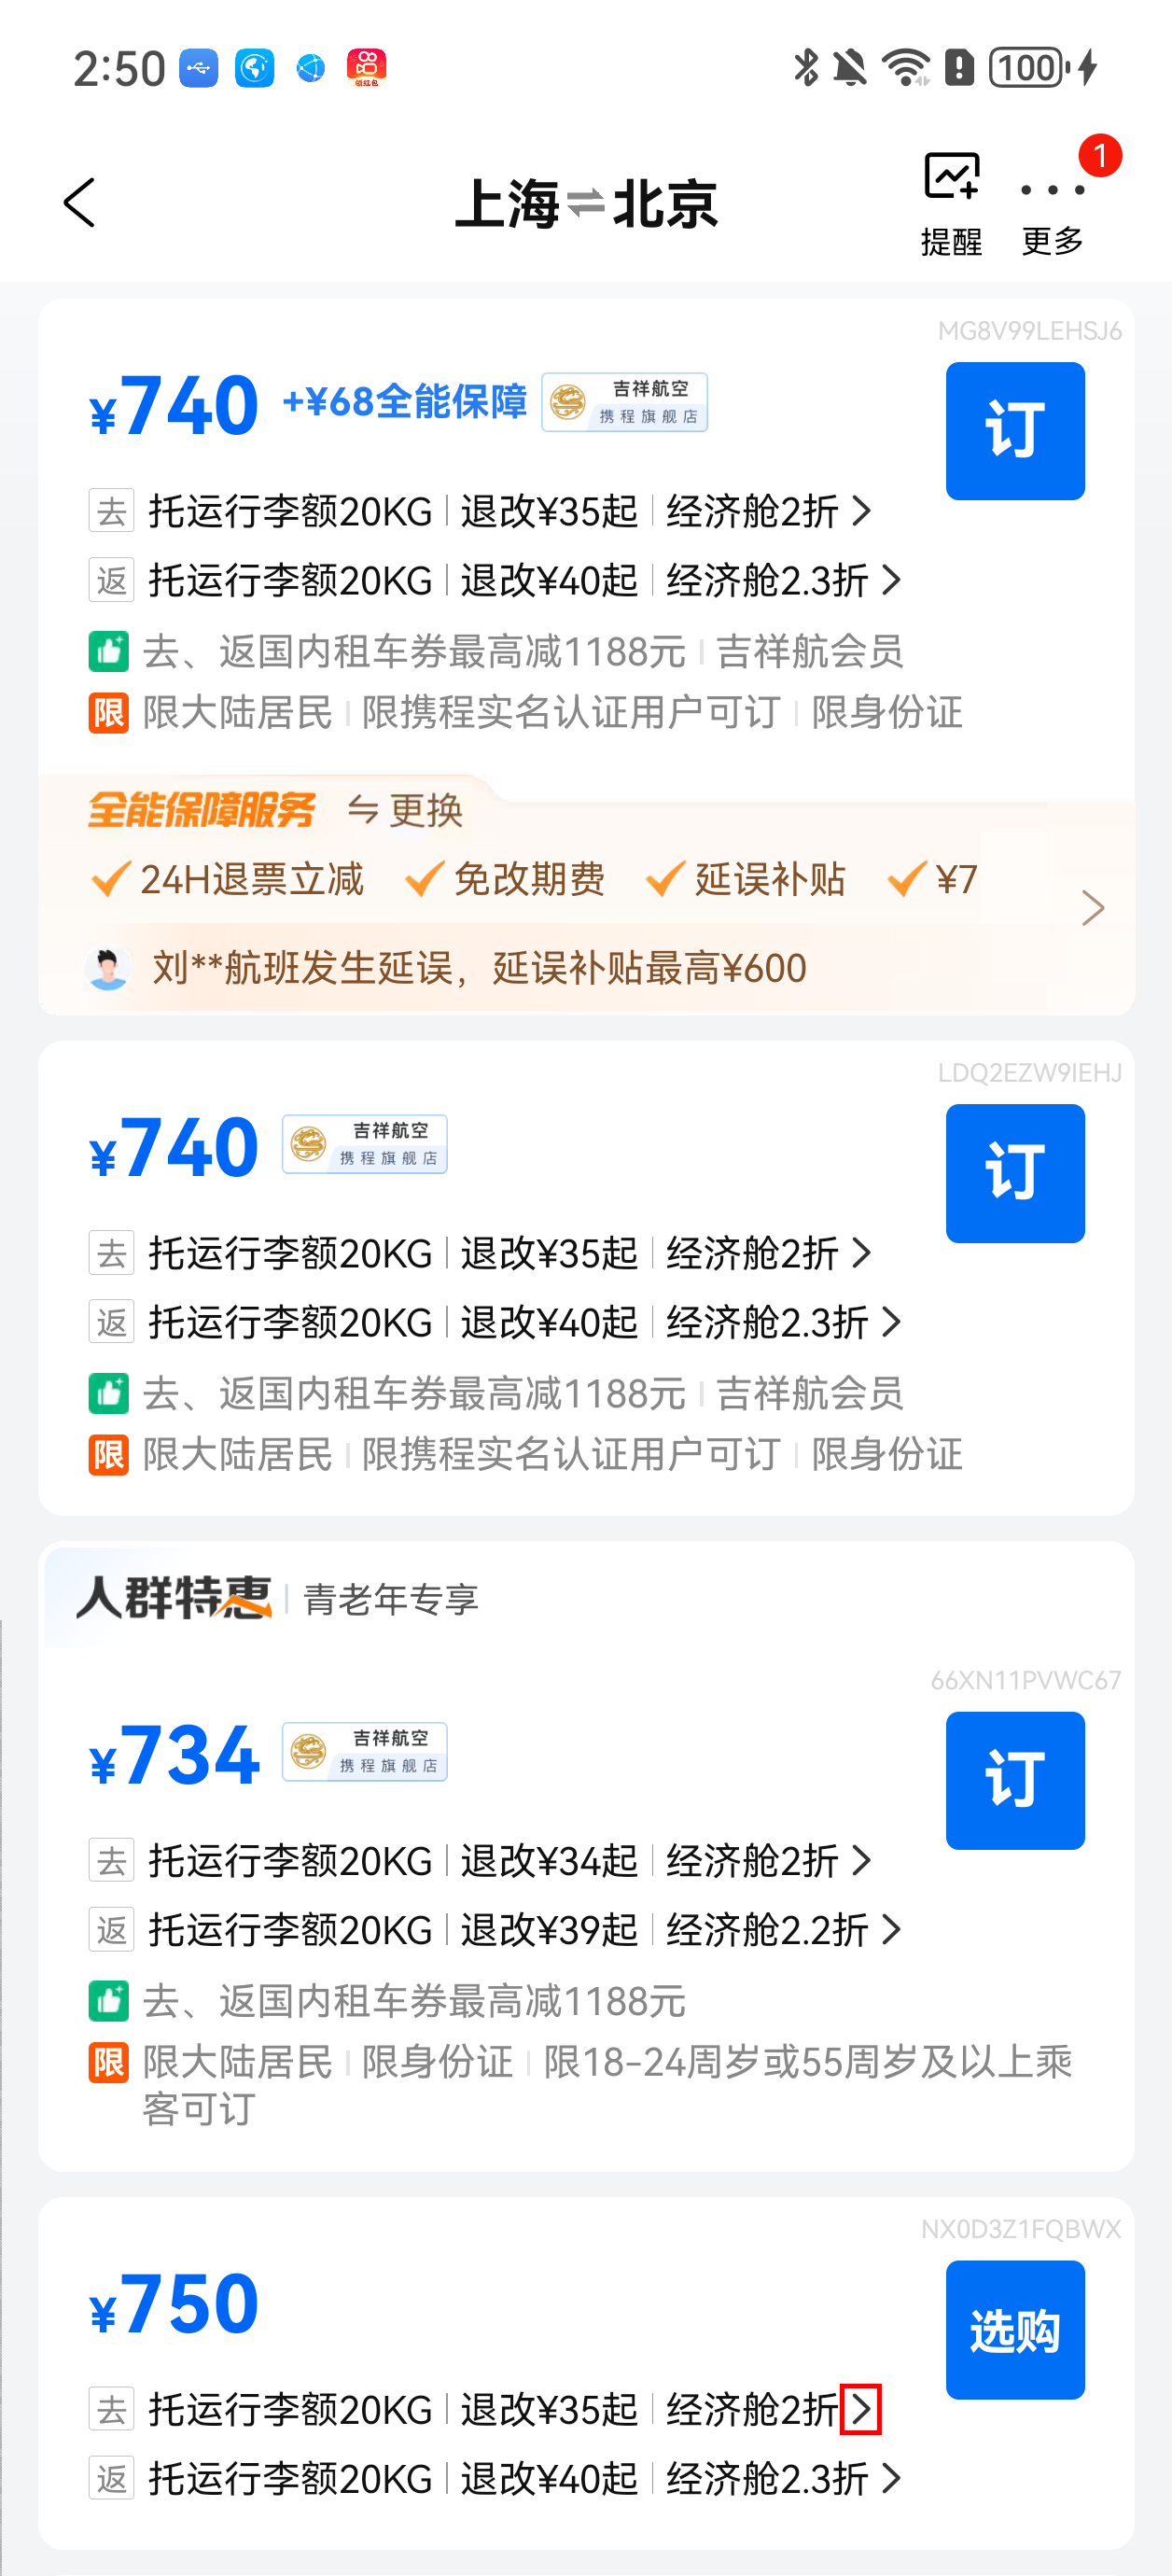 2:50
100
上海⇌北京
提醒
更多
1
MG8V99LEHSJ6
¥740 +¥68全能保障 吉祥航空 携程旗舰店
订
去 托运行李额20KG 退改¥35起 经济舱2折
返 托运行李额20KG 退改¥40起 经济舱2.3折
去、返国内租车券最高减1188元 吉祥航会员
限 限大陆居民 限携程实名认证用户可订 限身份证
全能保障服务 更换
24H退票立减 免改期费 延误补贴 ¥7
刘**航班发生延误，延误补贴最高¥600
LDQ2EZW9IEHJ
¥740 吉祥航空 携程旗舰店
订
去 托运行李额20KG 退改¥35起 经济舱2折
返 托运行李额20KG 退改¥40起 经济舱2.3折
去、返国内租车券最高减1188元 吉祥航会员
限 限大陆居民 限携程实名认证用户可订 限身份证
人群特惠 青老年专享
66XN11PVWC67
¥734 吉祥航空 携程旗舰店
订
去 托运行李额20KG 退改¥34起 经济舱2折
返 托运行李额20KG 退改¥39起 经济舱2.2折
去、返国内租车券最高减1188元
限 限大陆居民 限身份证 限18-24周岁或55周岁及以上乘
客可订
NX0D3Z1FQBWX
¥750
选购
去 托运行李额20KG 退改¥35起 经济舱2折
返 托运行李额20KG 退改¥40起 经济舱2.3折